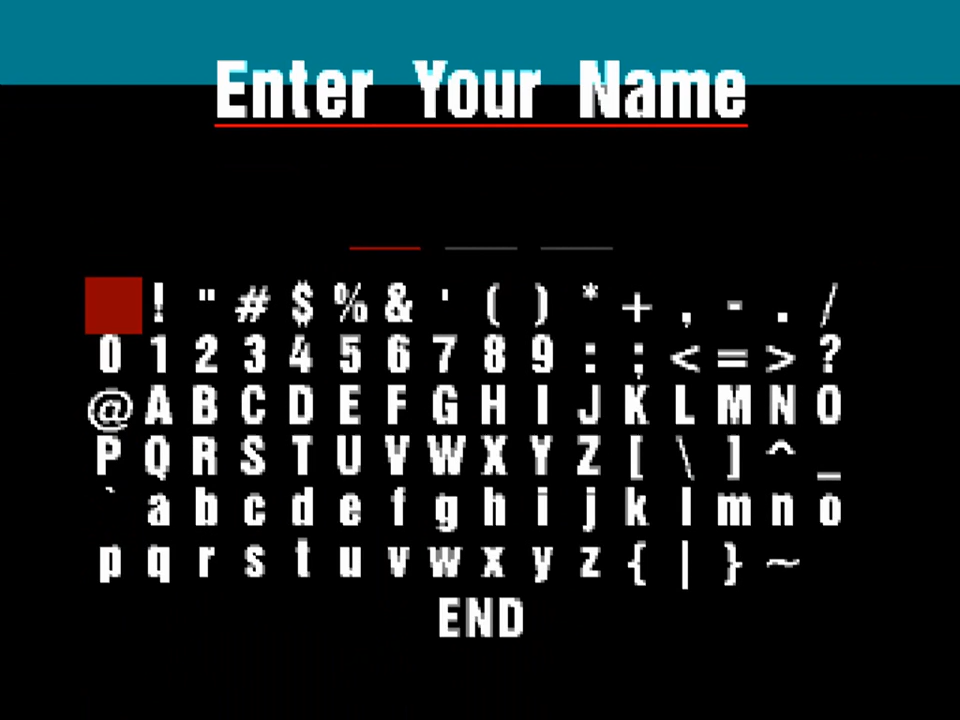 Enter Your Name
! " # $ % & ' ( ) * + , - . /
0 1 2 3 4 5 6 7 8 9 : ; < = > ?
@ A B C D E F G H I J K L M N O
P Q R S T U V W X Y Z [ \ ] ^ _
` a b c d e f g h i j k l m n o
p q r s t u v w x y z { | } ~
END